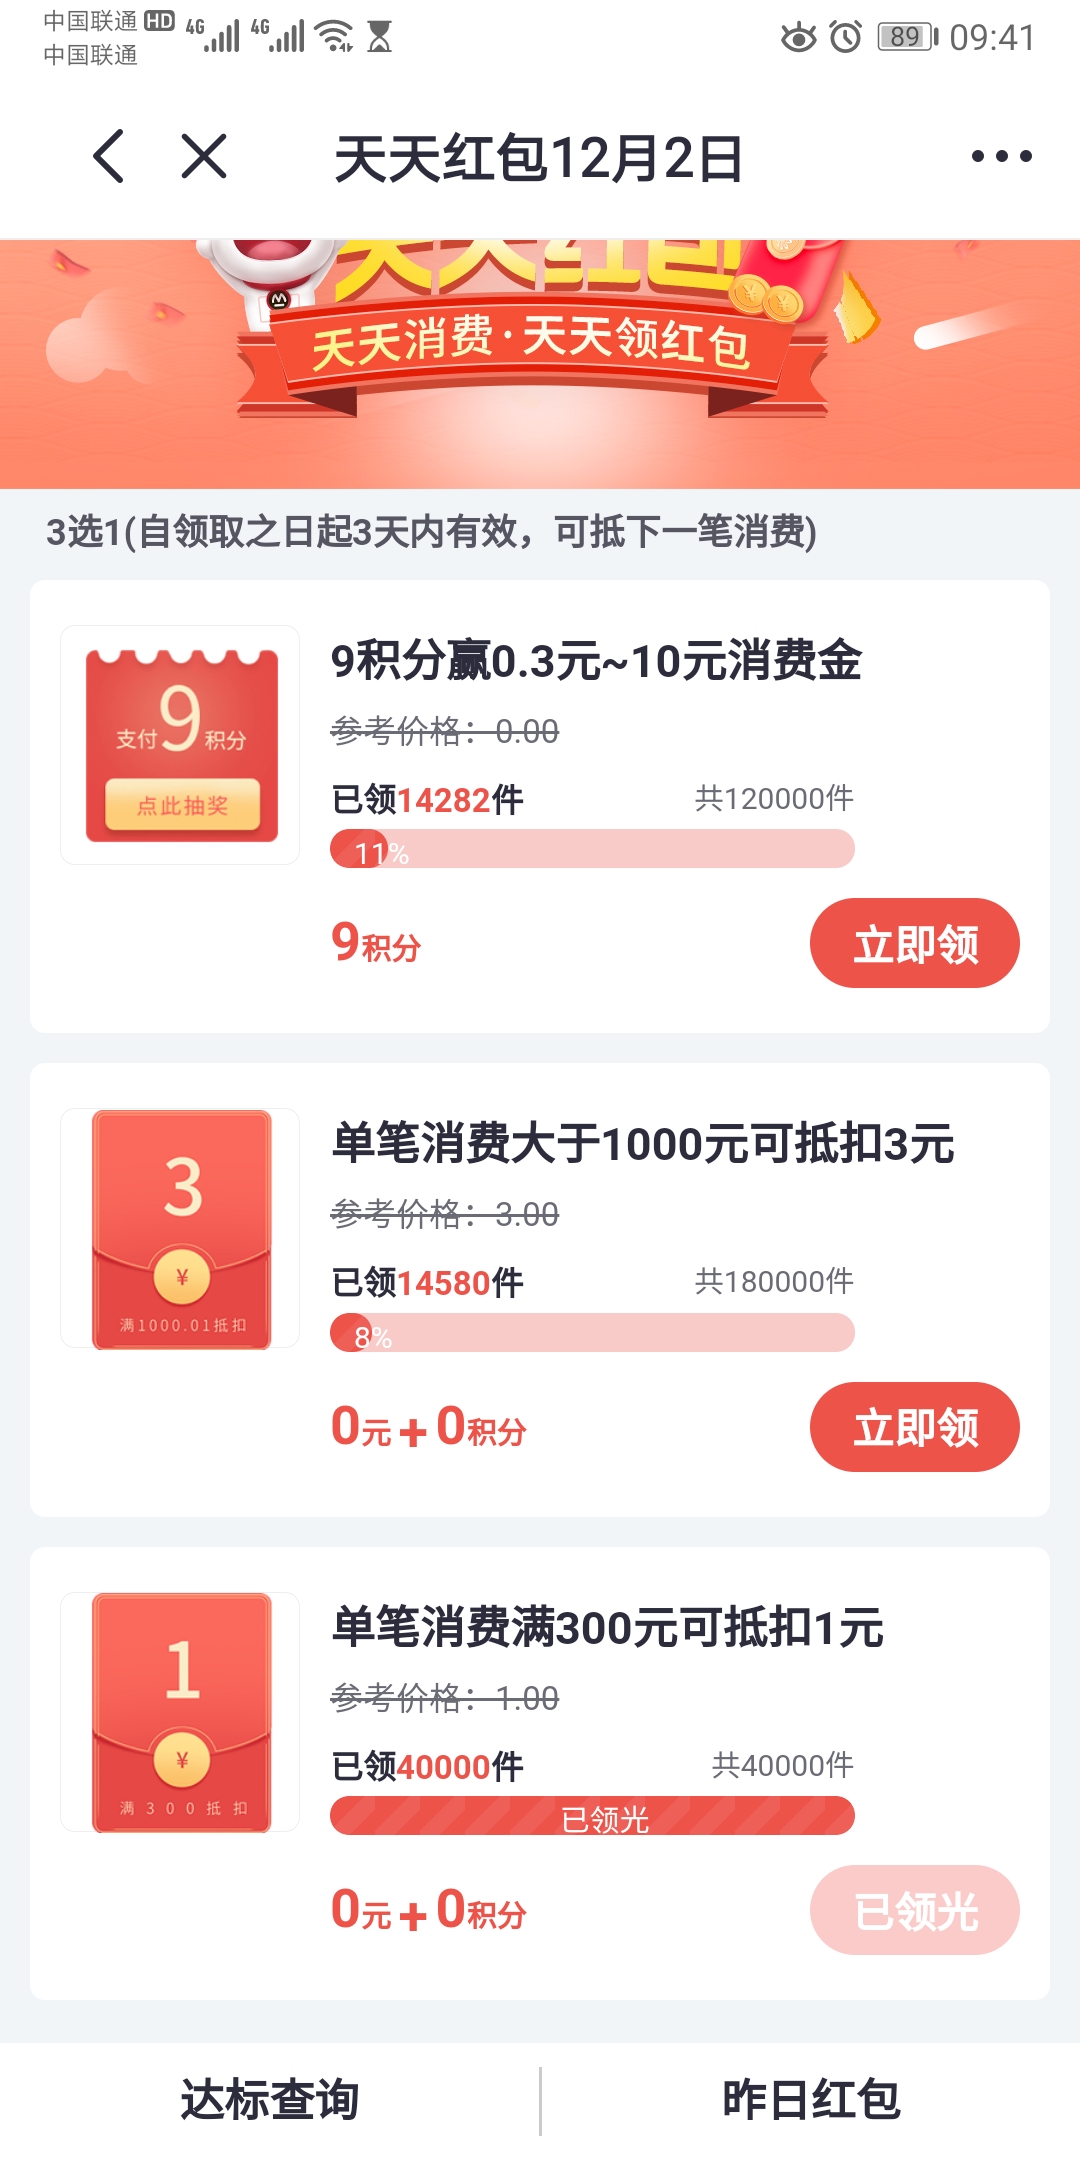 中国联通 HD 4G 4G 89 09:41
中国联通
天天红包12月2日
天天红包
天天消费·天天领红包
3选1(自领取之日起3天内有效，可抵下一笔消费)
支付9积分
点此抽奖
9积分赢0.3元~10元消费金
参考价格：0.00
已领14282件 共120000件
11%
9积分 立即领
3
¥
满1000.01抵扣
单笔消费大于1000元可抵扣3元
参考价格：3.00
已领14580件 共180000件
8%
0元+0积分 立即领
1
¥
满300抵扣
单笔消费满300元可抵扣1元
参考价格：1.00
已领40000件 共40000件
已领光
0元+0积分 已领光
达标查询 昨日红包